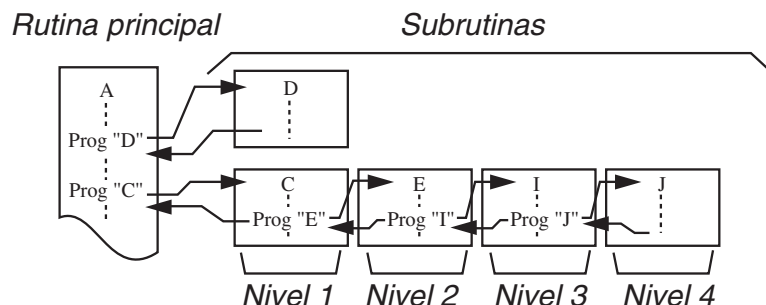 Rutina principal
Subrutinas
A
D
Prog "D"
Prog "C"
C
E
I
J
Prog "E"
Prog "I"
Prog "J"
Nivel 1
Nivel 2
Nivel 3
Nivel 4